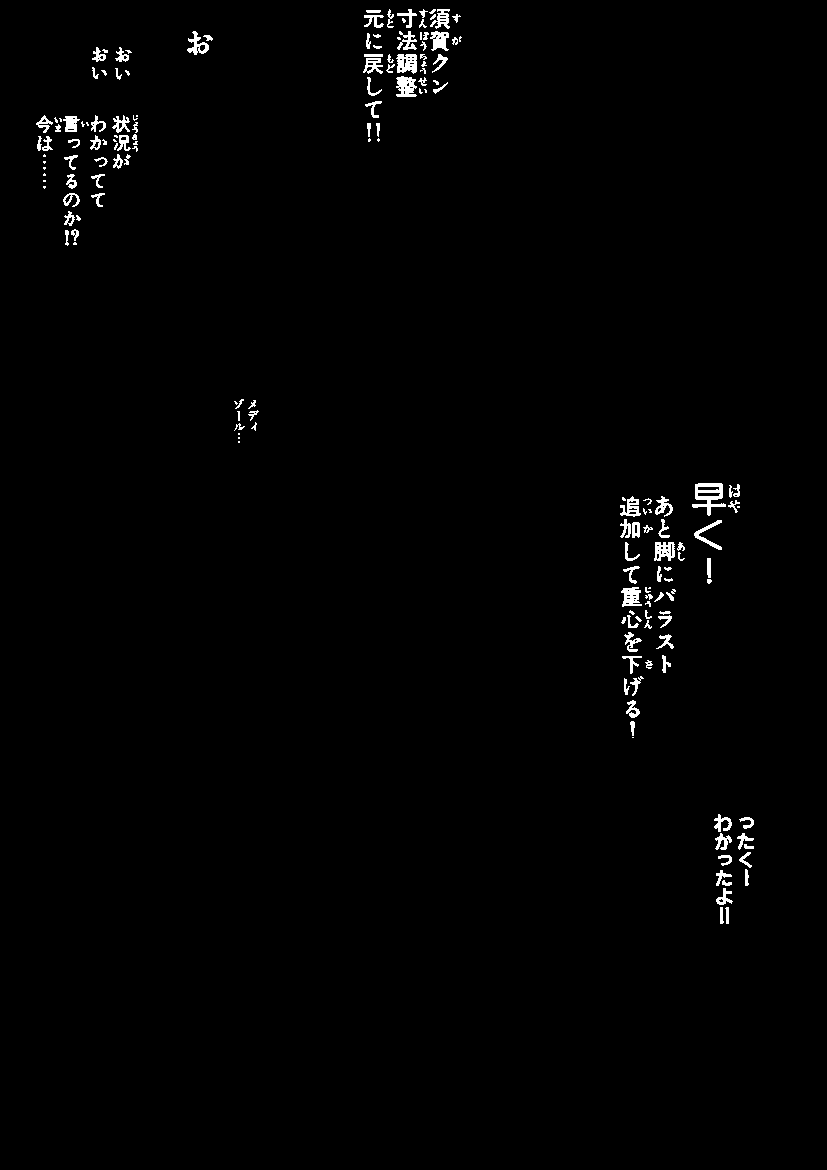 須賀クン
寸法調整
元に戻して!!
お
おい
おい
状況が
わかってて
言ってるのか!?
今は……
メディ
ゾール…
早く!
あと脚にバラスト
追加して重心を下げる!
ったくー
わかったよ!!